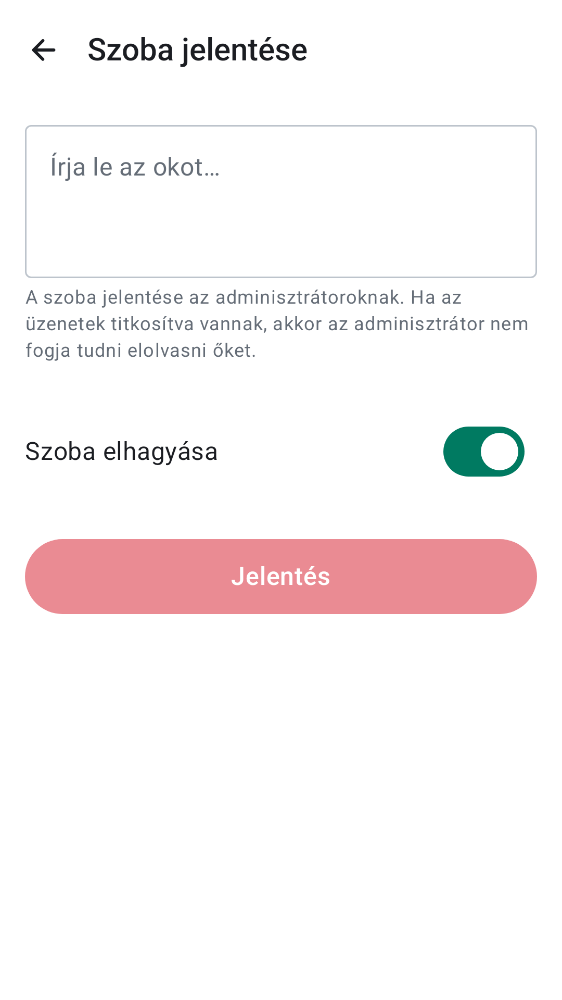 Szoba jelentése
Írja le az okot…
A szoba jelentése az adminisztrátoroknak. Ha az
üzenetek titkosítva vannak, akkor az adminisztrátor nem
fogja tudni elolvasni őket.
Szoba elhagyása
Jelentés